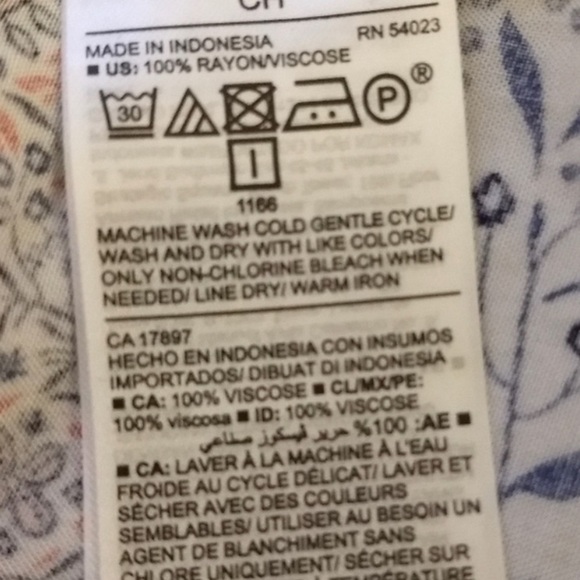 CH
RN 54023
MADE IN INDONESIA
■ US: 100% RAYON/VISCOSE
30 P ®
1166
MACHINE WASH COLD GENTLE CYCLE/
WASH AND DRY WITH LIKE COLORS/
ONLY NON-CHLORINE BLEACH WHEN
NEEDED/ LINE DRY/ WARM IRON
CA 17897
HECHO EN INDONESIA CON INSUMOS
IMPORTADOS/ DIBUAT DI INDONESIA
■ CA: 100% VISCOSE ■ CL/MX/PE:
100% viscosa ■ ID: 100% VISCOSE
■ AE: 100% حرير فيسكوز صناعي
■ CA: LAVER À LA MACHINE À L'EAU
FROIDE AU CYCLE DÉLICAT/ LAVER ET
SÉCHER AVEC DES COULEURS
SEMBLABLES/ UTILISER AU BESOIN UN
AGENT DE BLANCHIMENT SANS
CHLORE UNIQUEMENT/ SÉCHER SUR
TEMPÉRATURE